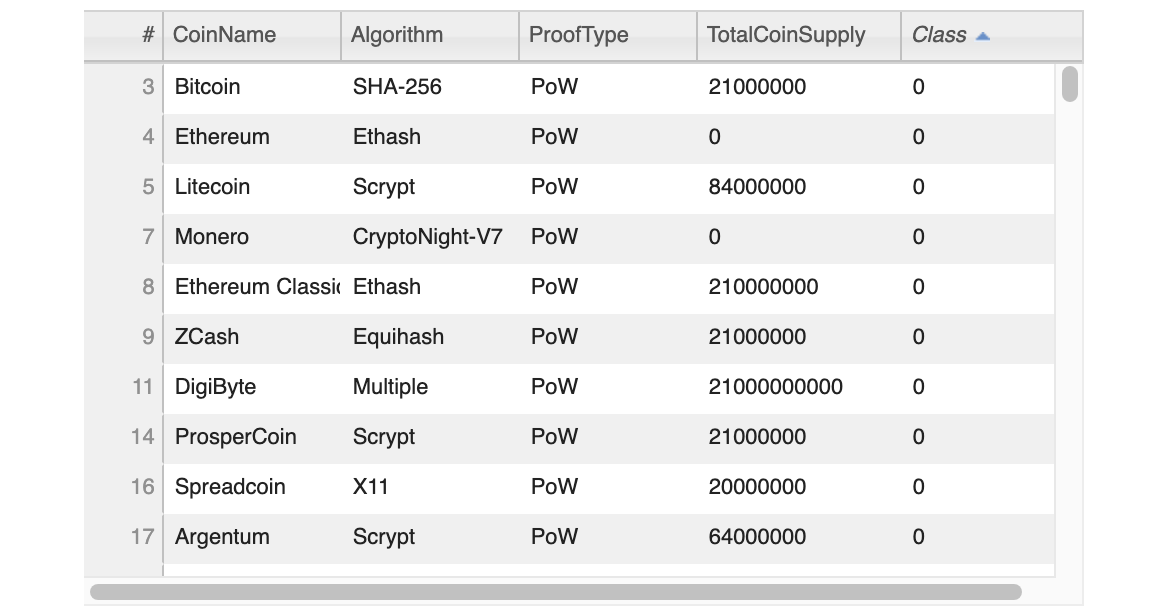 # CoinName Algorithm ProofType TotalCoinSupply Class
3 Bitcoin SHA-256 PoW 21000000 0
4 Ethereum Ethash PoW 0 0
5 Litecoin Scrypt PoW 84000000 0
7 Monero CryptoNight-V7 PoW 0 0
8 Ethereum Classic Ethash PoW 210000000 0
9 ZCash Equihash PoW 21000000 0
11 DigiByte Multiple PoW 21000000000 0
14 ProsperCoin Scrypt PoW 21000000 0
16 Spreadcoin X11 PoW 20000000 0
17 Argentum Scrypt PoW 64000000 0